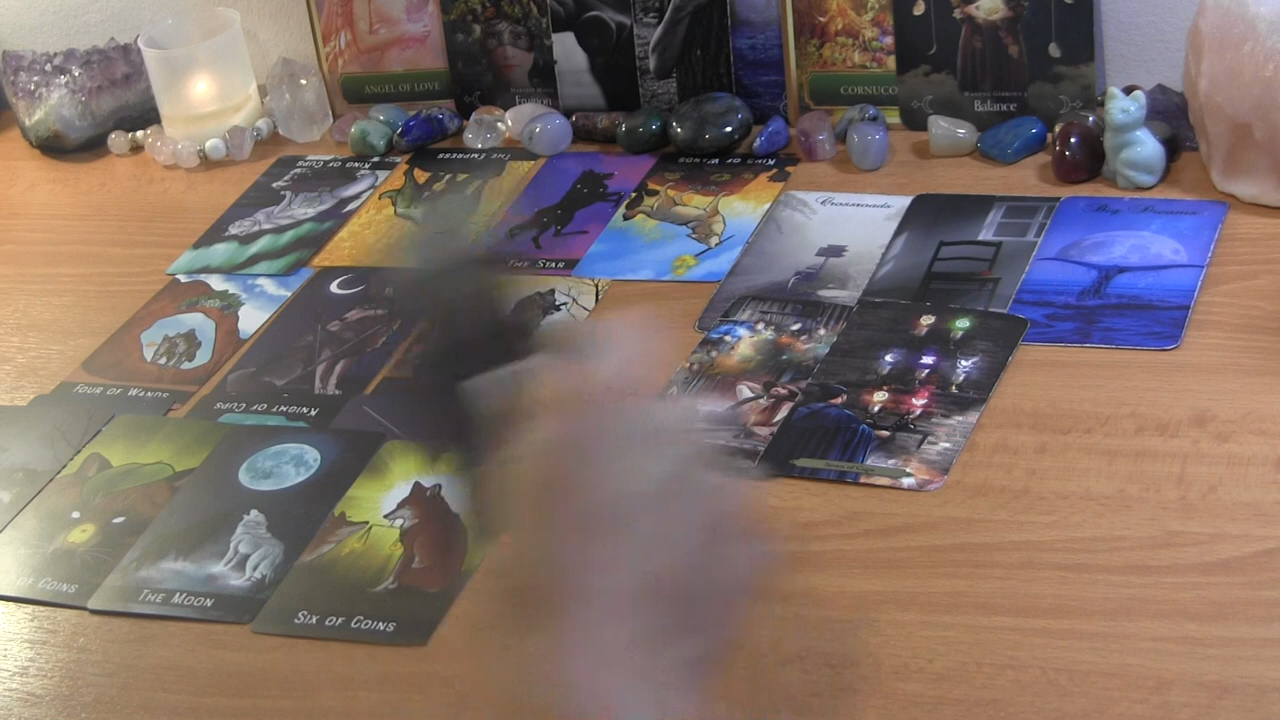 ANGEL OF LOVE
Fruition
CORNUCO
Balance
KING OF CUPS
THE EMPRESS
THE STAR
KING OF WANDS
Crossroads
Big Dreams
FOUR OF WANDS
KNIGHT OF CUPS
OF COINS
THE MOON
SIX OF COINS